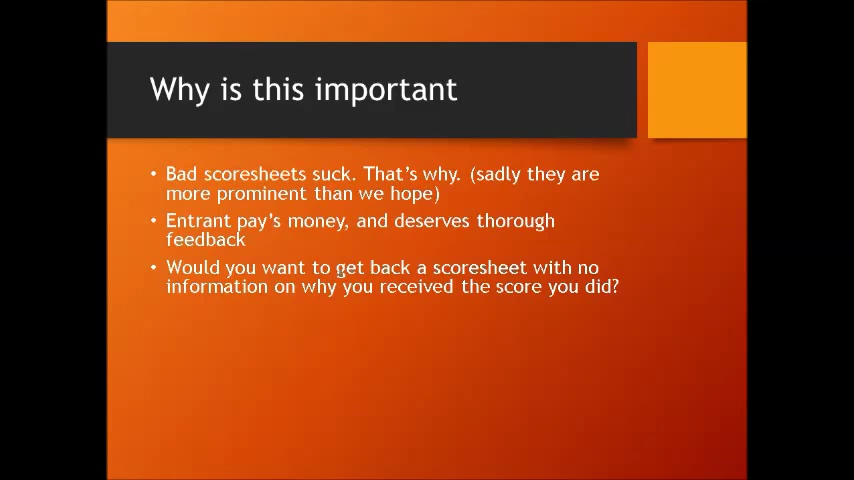 Why is this important
• Bad scoresheets suck. That's why. (sadly they are
more prominent than we hope)
• Entrant pay's money, and deserves thorough
feedback
• Would you want to get back a scoresheet with no
information on why you received the score you did?